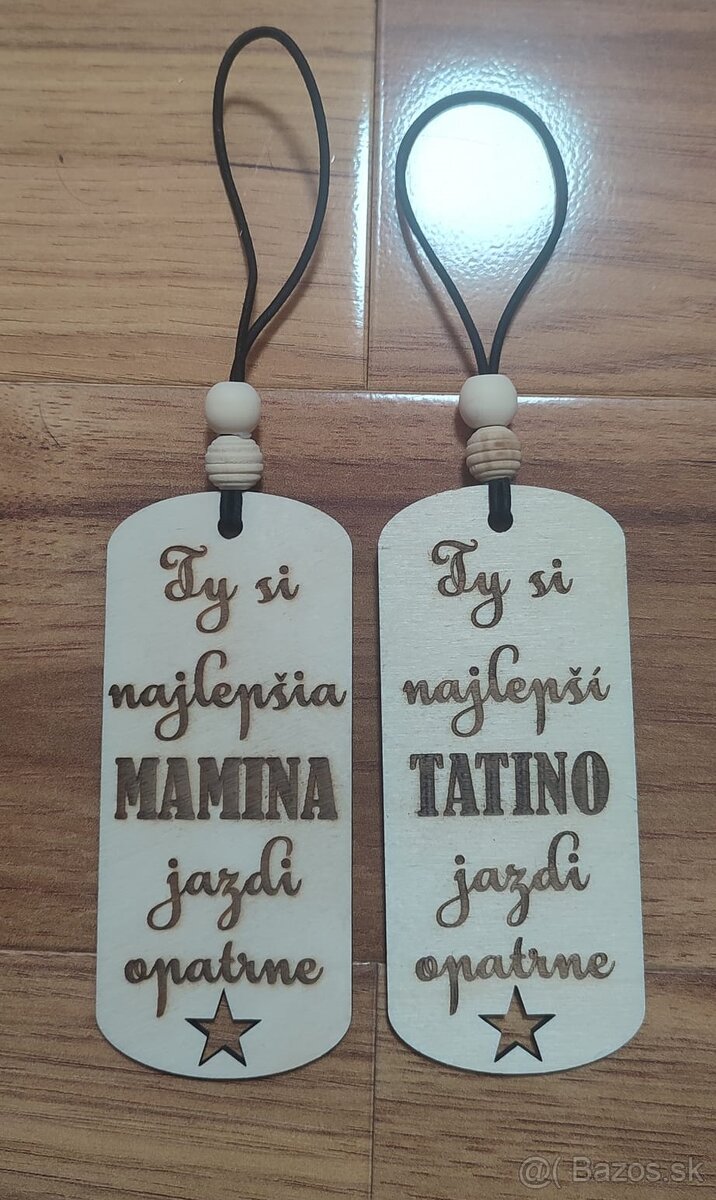 Ty si
najlepšia
MAMINA
jazdi
opatrne
Ty si
najlepší
TATINO
jazdi
opatrne
@( Bazos.sk